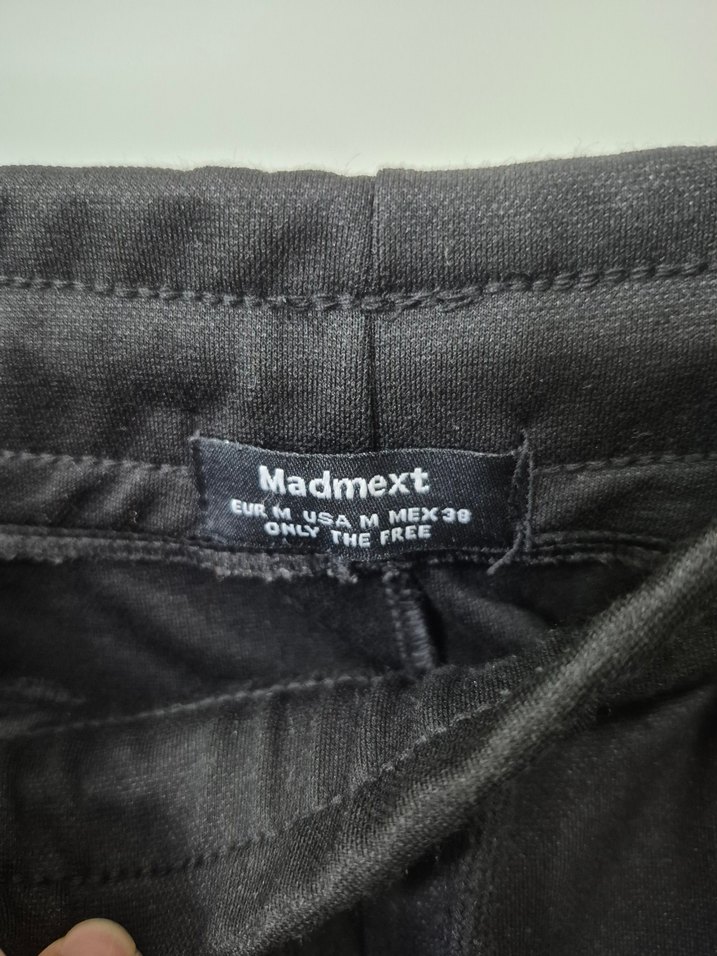 Madmext
EUR M USA M MEX 38
ONLY THE FREE